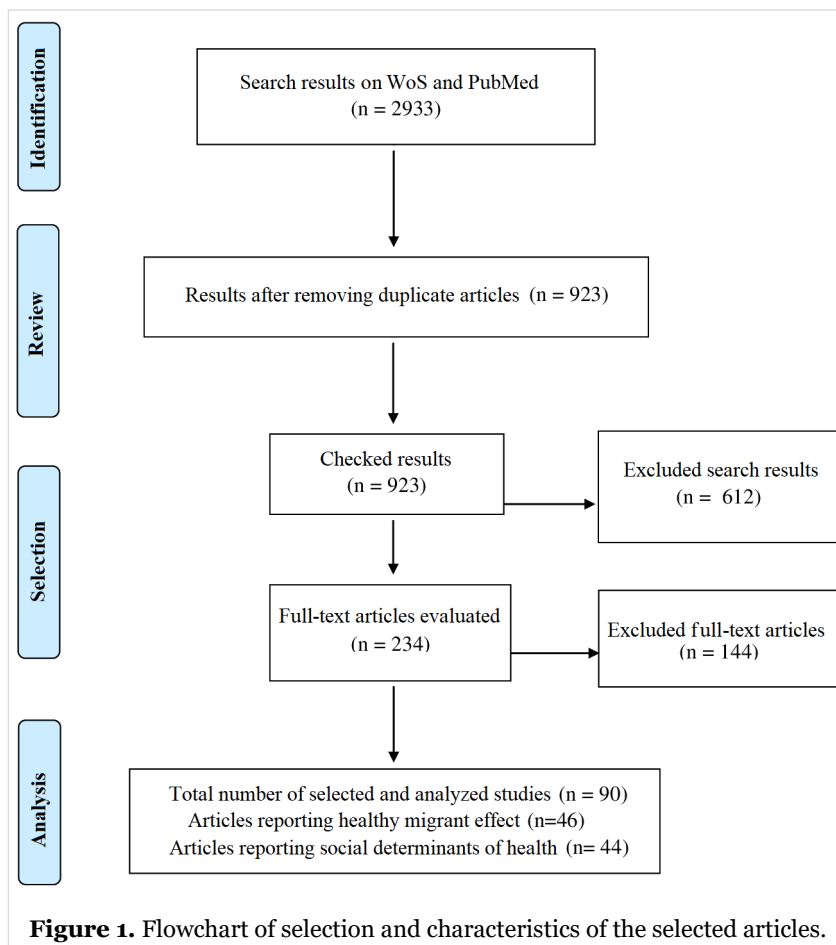 Identification
Search results on WoS and PubMed
(n = 2933)
Review
Results after removing duplicate articles (n = 923)
Selection
Checked results
(n = 923)
Excluded search results
(n = 612)
Full-text articles evaluated
(n = 234)
Excluded full-text articles
(n = 144)
Analysis
Total number of selected and analyzed studies (n = 90)
Articles reporting healthy migrant effect (n=46)
Articles reporting social determinants of health (n= 44)
Figure 1. Flowchart of selection and characteristics of the selected articles.